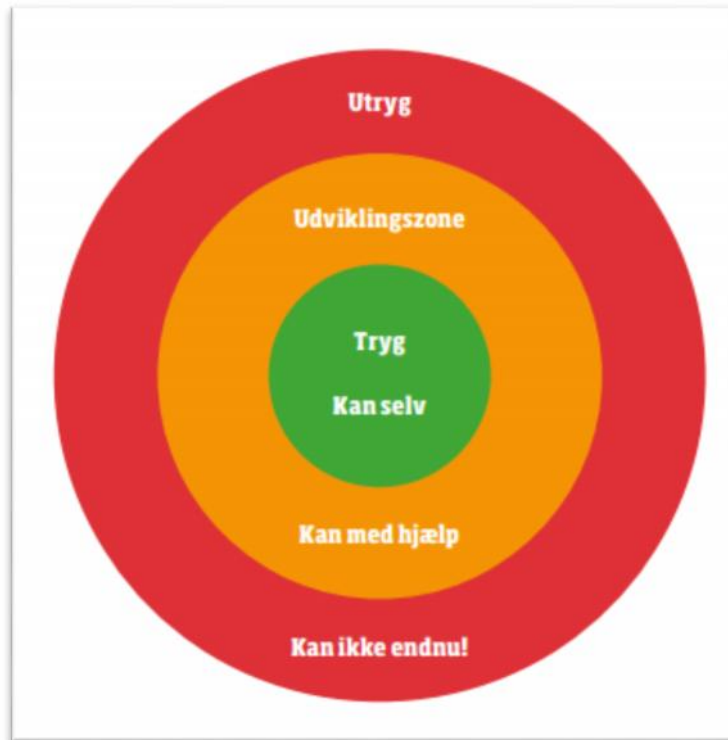 Utryg
Udviklingszone
Tryg
Kan selv
Kan med hjælp
Kan ikke endnu!